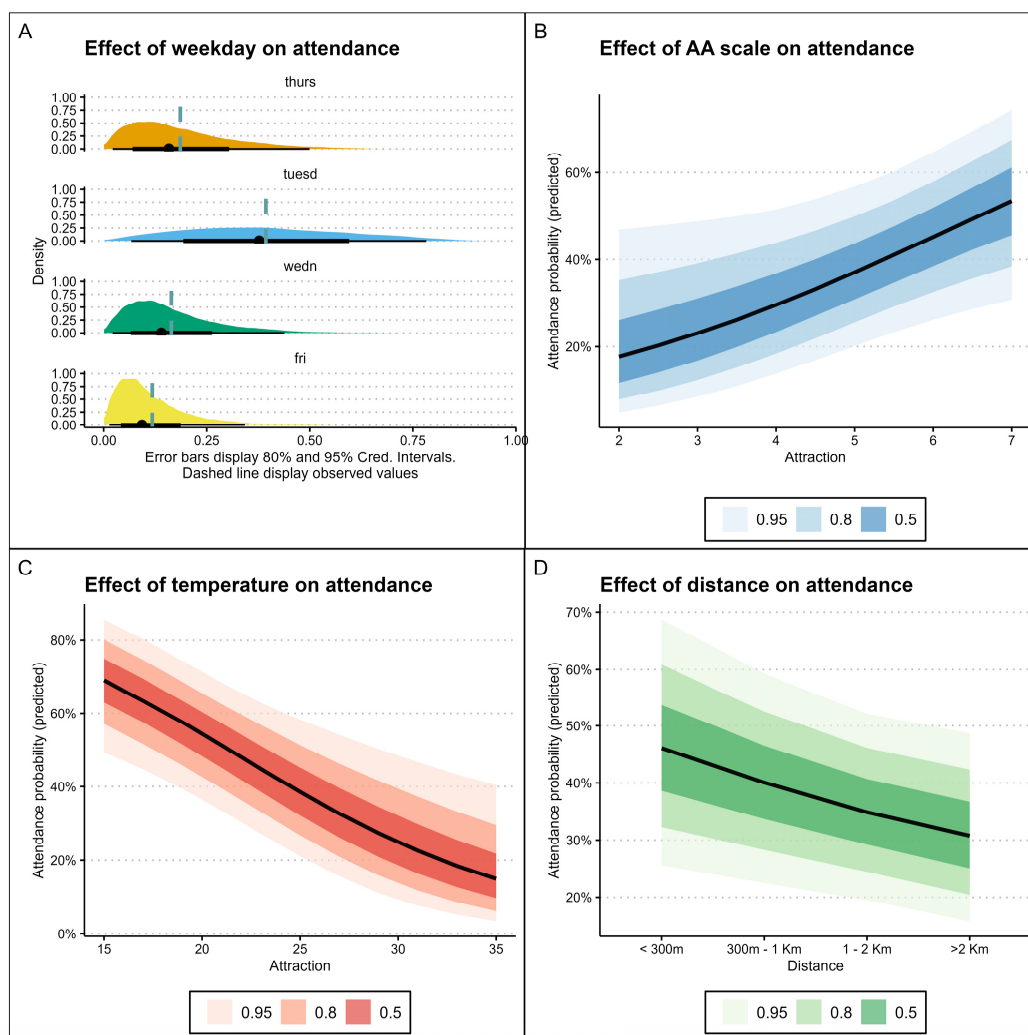 A
Effect of weekday on attendance
thurs
1.00
0.75
0.50
0.25
0.00
tuesd
1.00
0.75
0.50
0.25
0.00
Density
wedn
1.00
0.75
0.50
0.25
0.00
fri
1.00
0.75
0.50
0.25
0.00
0.00 0.25 0.50 0.75 1.00
Error bars display 80% and 95% Cred. Intervals.
Dashed line display observed values
B
Effect of AA scale on attendance
Attendance probability (predicted)
60%
40%
20%
2 3 4 5 6 7
Attraction
0.95 0.8 0.5
C
Effect of temperature on attendance
Attendance probability (predicted)
80%
60%
40%
20%
0%
15 20 25 30 35
Attraction
0.95 0.8 0.5
D
Effect of distance on attendance
Attendance probability (predicted)
70%
60%
50%
40%
30%
20%
< 300m 300m - 1 Km 1 - 2 Km >2 Km
Distance
0.95 0.8 0.5